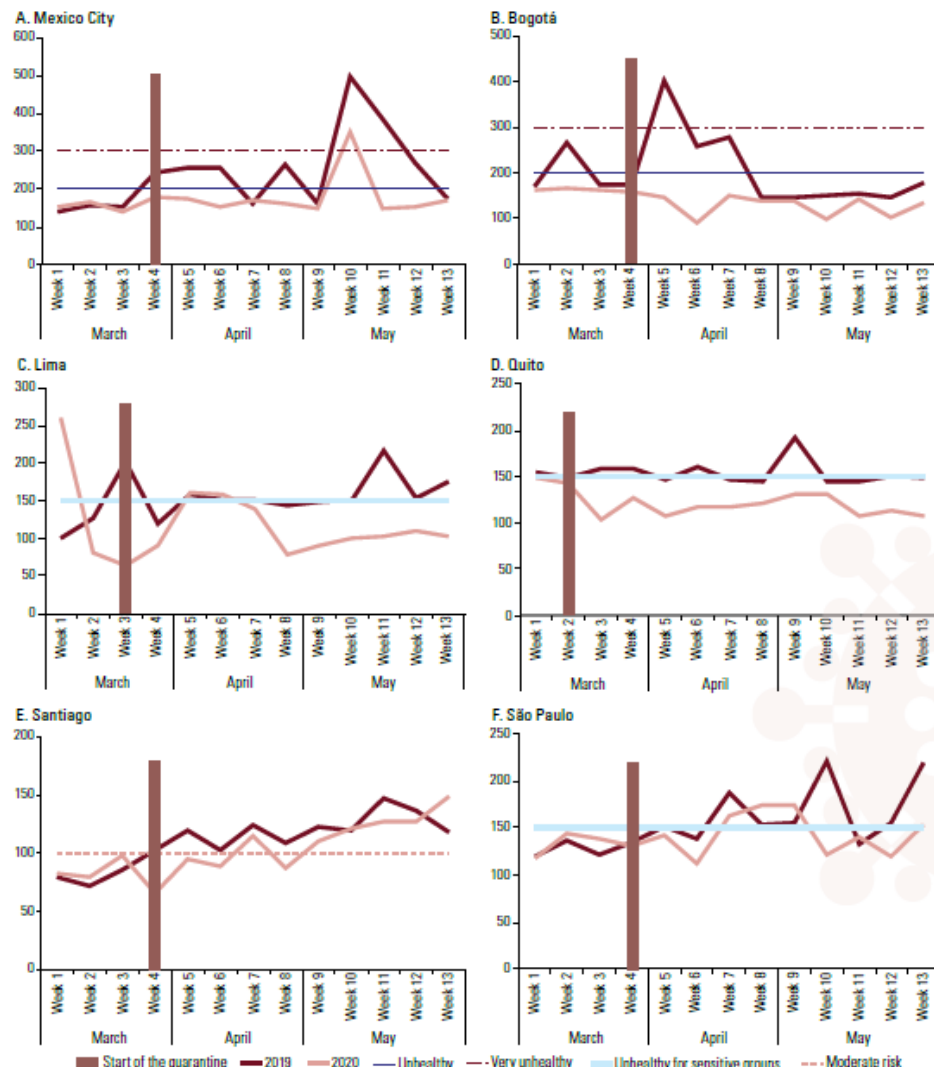 A. Mexico City
600
500
400
300
200
100
0
Week 1
Week 2
Week 3
Week 4
Week 5
Week 6
Week 7
Week 8
Week 9
Week 10
Week 11
Week 12
Week 13
March
April
May
B. Bogotá
500
400
300
200
100
0
Week 1
Week 2
Week 3
Week 4
Week 5
Week 6
Week 7
Week 8
Week 9
Week 10
Week 11
Week 12
Week 13
March
April
May
C. Lima
300
250
200
150
100
50
0
Week 1
Week 2
Week 3
Week 4
Week 5
Week 6
Week 7
Week 8
Week 9
Week 10
Week 11
Week 12
Week 13
March
April
May
D. Quito
250
200
150
100
50
0
Week 1
Week 2
Week 3
Week 4
Week 5
Week 6
Week 7
Week 8
Week 9
Week 10
Week 11
Week 12
Week 13
March
April
May
E. Santiago
200
150
100
50
0
Week 1
Week 2
Week 3
Week 4
Week 5
Week 6
Week 7
Week 8
Week 9
Week 10
Week 11
Week 12
Week 13
March
April
May
F. São Paulo
250
200
150
100
50
0
Week 1
Week 2
Week 3
Week 4
Week 5
Week 6
Week 7
Week 8
Week 9
Week 10
Week 11
Week 12
Week 13
March
April
May
Start of the quarantine 2019 2020 Unhealthy Very unhealthy Unhealthy for sensitive groups Moderate risk